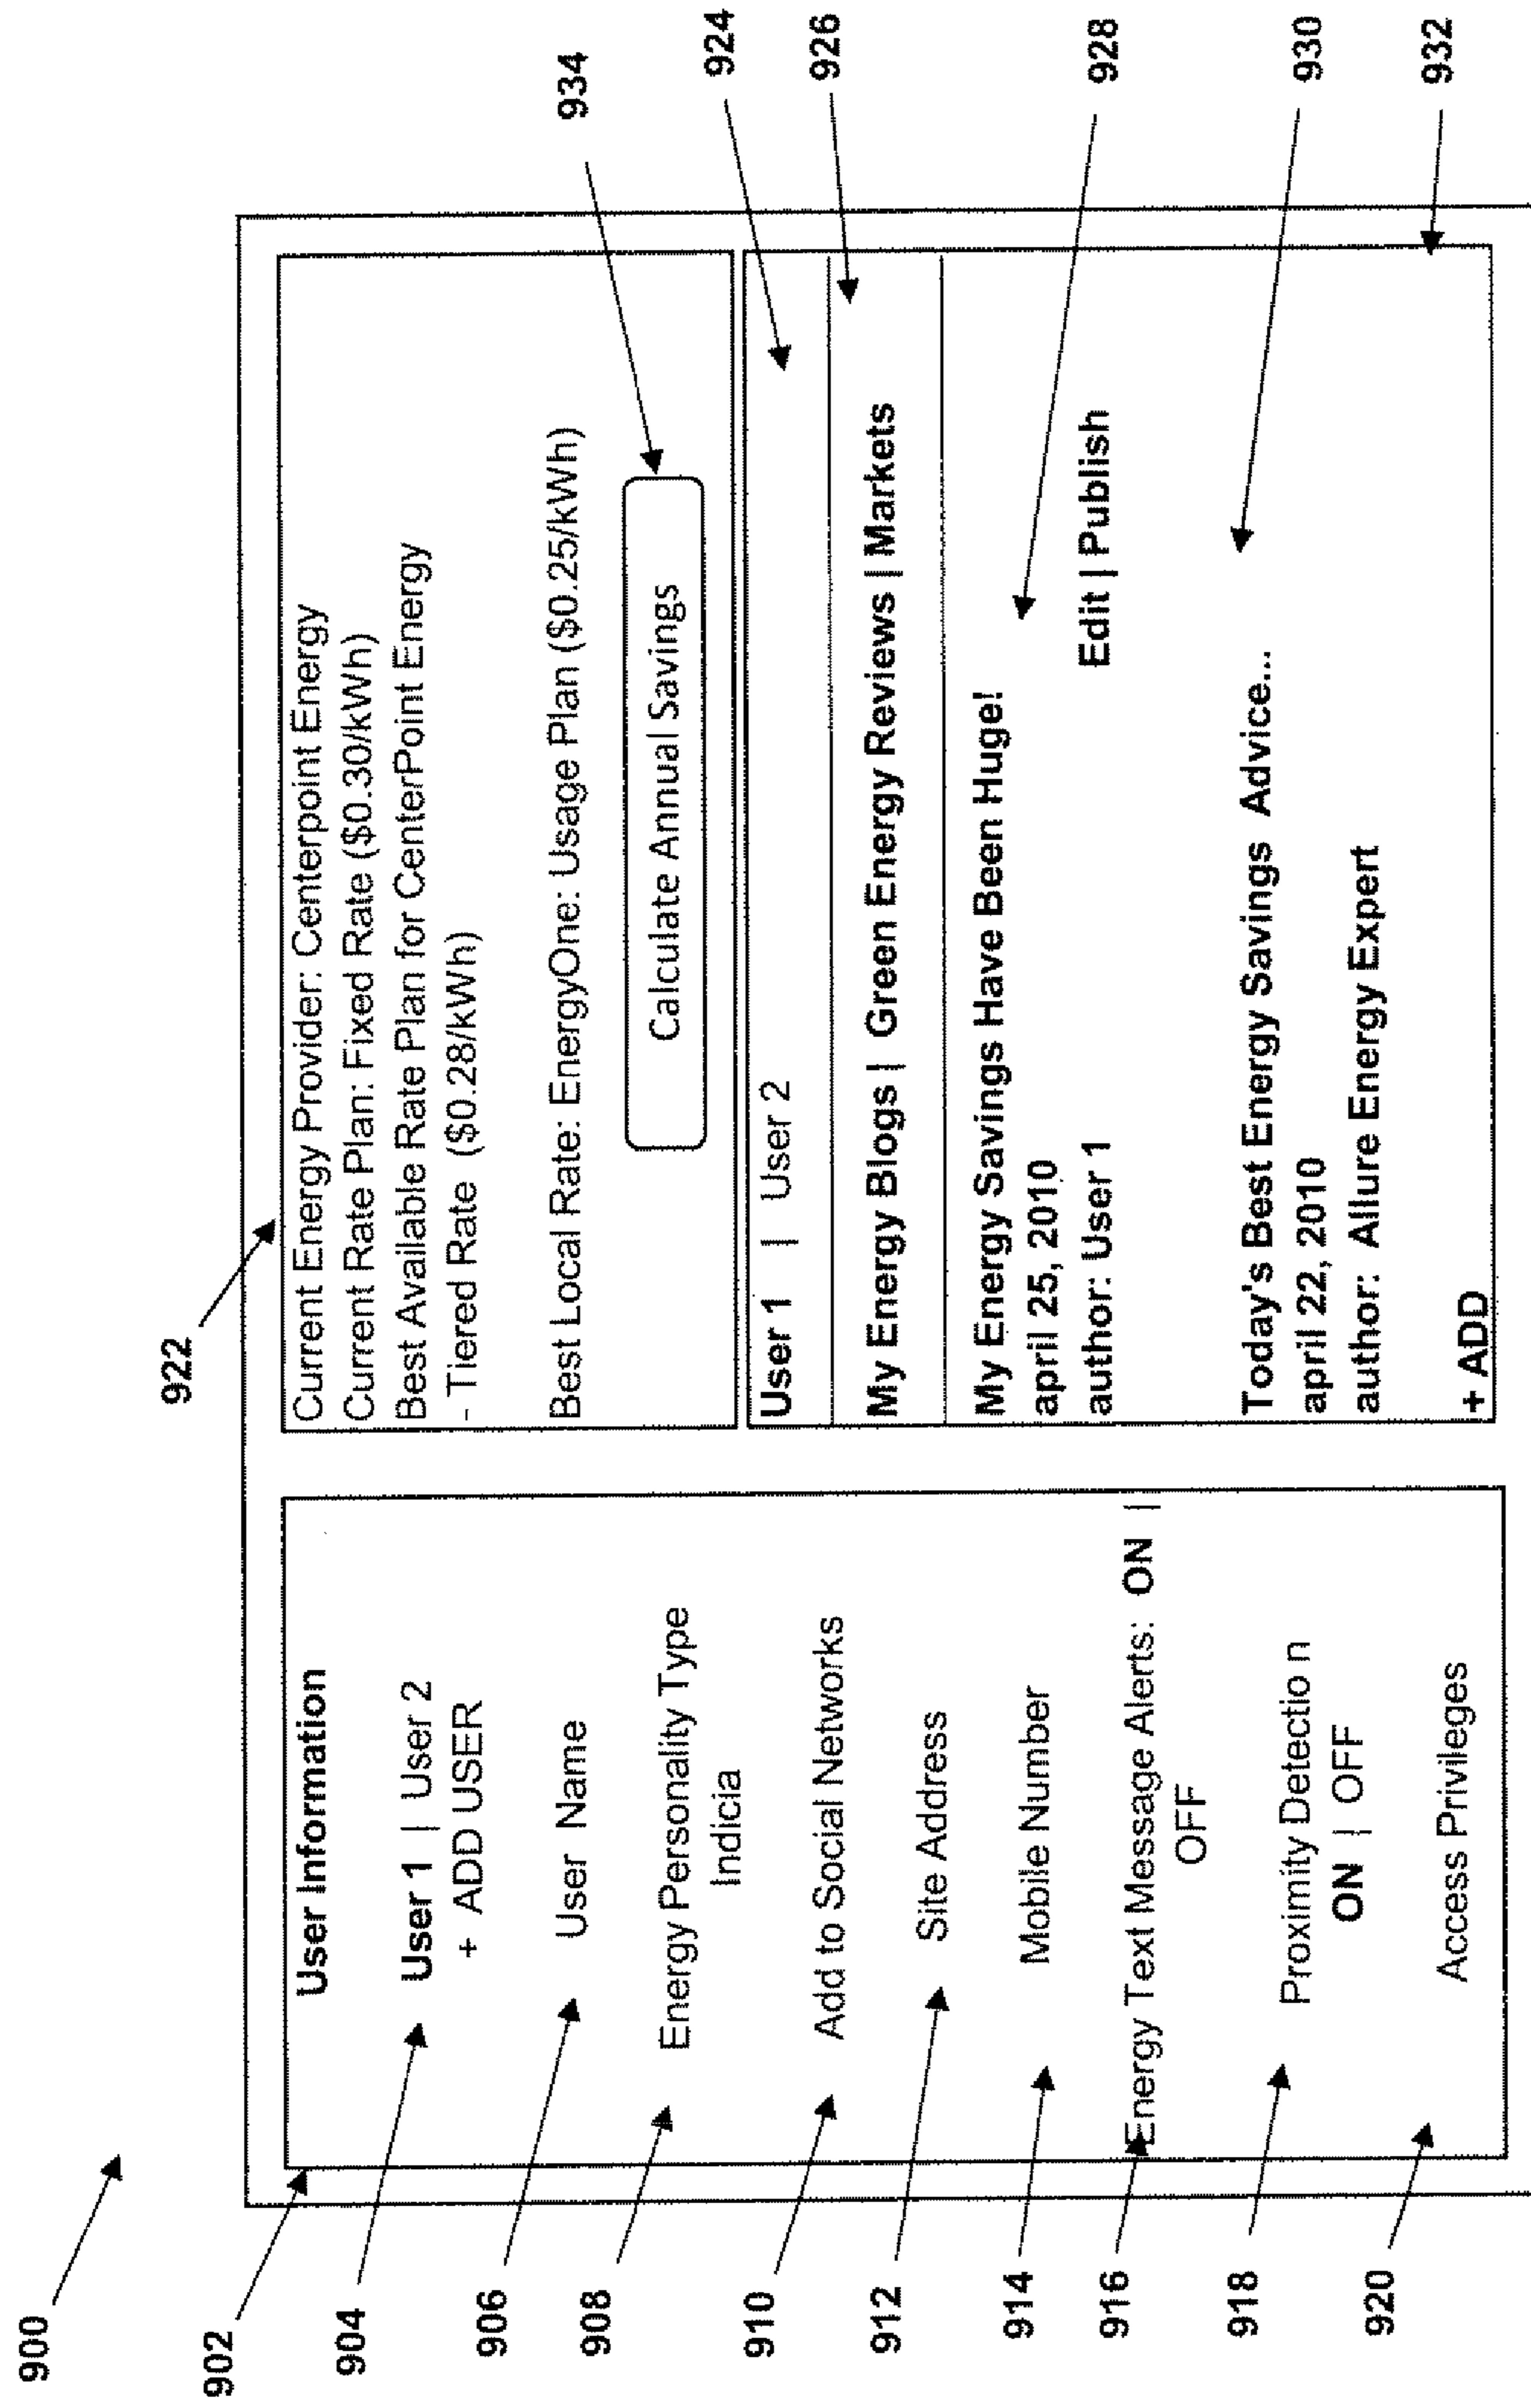 900
902
User Information
904
User 1 | User 2
+ ADD USER
906
User Name
908
Energy Personality Type
Indicia
910
Add to Social Networks
912
Site Address
914
Mobile Number
916
Energy Text Message Alerts: ON |
OFF
918
Proximity Detectio n
ON | OFF
920
Access Privileges
922
Current Energy Provider: Centerpoint Energy
Current Rate Plan: Fixed Rate ($0.30/kWh)
Best Available Rate Plan for CenterPoint Energy
- Tiered Rate ($0.28/kWh)
Best Local Rate: EnergyOne: Usage Plan ($0.25/kWh)
Calculate Annual Savings
934
User 1 | User 2
924
My Energy Blogs | Green Energy Reviews | Markets
926
My Energy Savings Have Been Huge!
april 25, 2010
author: User 1
Edit | Publish
928
Today's Best Energy Savings Advice...
april 22, 2010
author: Allure Energy Expert
930
+ ADD
932